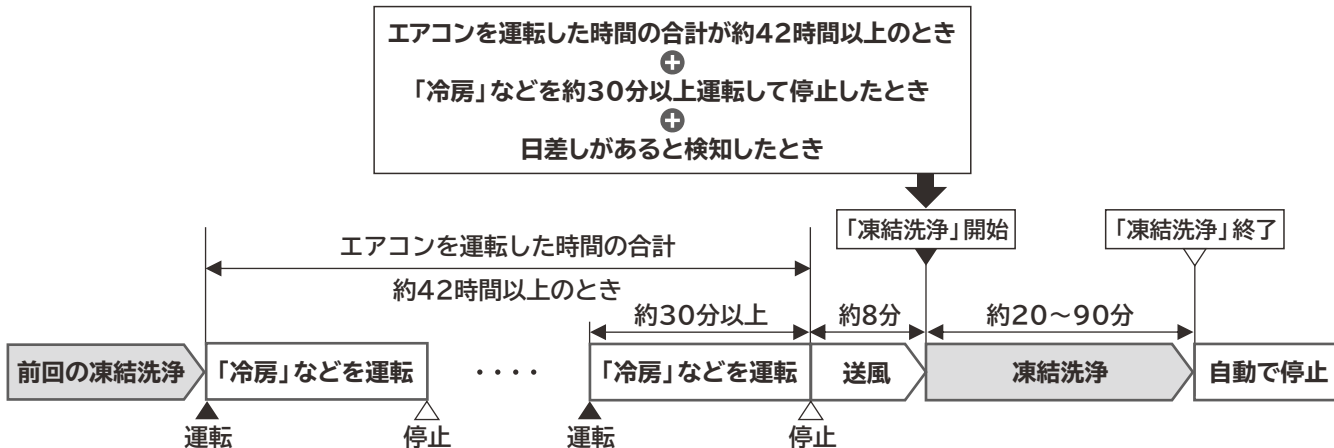 エアコンを運転した時間の合計が約42時間以上のとき
+
「冷房」などを約30分以上運転して停止したとき
+
日差しがあると検知したとき
「凍結洗浄」開始
「凍結洗浄」終了
エアコンを運転した時間の合計
約42時間以上のとき
約30分以上
約8分
約20～90分
前回の凍結洗浄
「冷房」などを運転
・・・・
「冷房」などを運転
送風
凍結洗浄
自動で停止
運転
停止
運転
停止